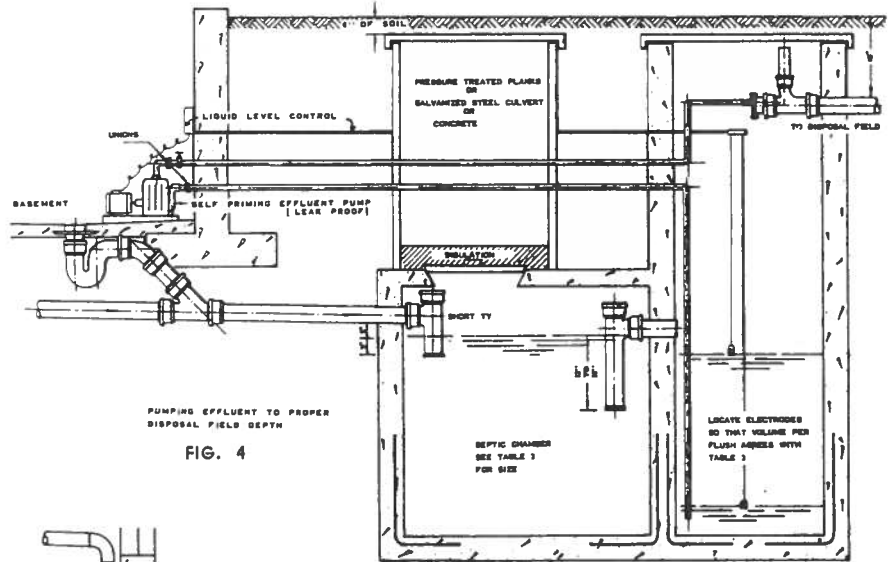 OF SOIL
PRESSURE TREATED PLANKS
OR
GALVANIZED STEEL CULVERT
OR
CONCRETE
LIQUID LEVEL CONTROL
TO DISPOSAL FIELD
UNIONS
SELF PRIMING EFFLUENT PUMP
[LEAK PROOF]
BASEMENT
INSULATION
SHORT TY
PUMPING EFFLUENT TO PROPER
DISPOSAL FIELD DEPTH
FIG. 4
SEPTIC CHAMBER
SEE TABLE 3
FOR SIZE
LOCATE ELECTRODES
SO THAT VOLUME PER
FLUSH AGREES WITH
TABLE 3